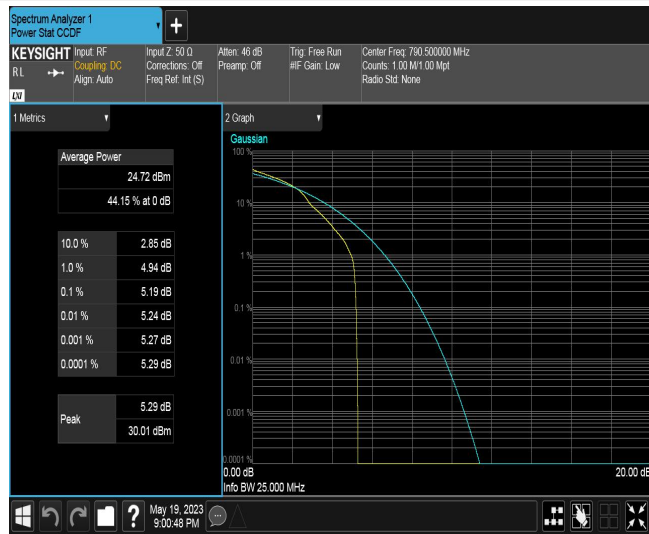 Spectrum Analyzer 1
Power Stat CCDF
KEYSIGHT
RL
LXI
Input: RF
Coupling: DC
Align: Auto
Input Z: 50 Ω
Corrections: Off
Freq Ref: Int (S)
Atten: 46 dB
Preamp: Off
Trig: Free Run
#IF Gain: Low
Center Freq: 790.500000 MHz
Counts: 1.00 M/1.00 Mpt
Radio Std: None
1 Metrics
Average Power
24.72 dBm
44.15 % at 0 dB
10.0 % 2.85 dB
1.0 % 4.94 dB
0.1 % 5.19 dB
0.01 % 5.24 dB
0.001 % 5.27 dB
0.0001 % 5.29 dB
Peak
5.29 dB
30.01 dBm
2 Graph
Gaussian
100 %
10 %
1 %
0.1 %
0.01 %
0.001 %
0.0001 %
0.00 dB 20.00 dB
Info BW 25.000 MHz
?
May 19, 2023
9:00:48 PM